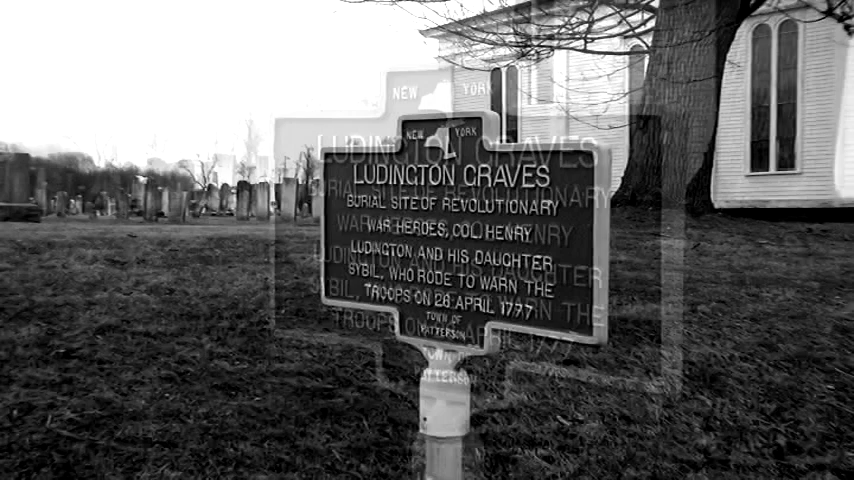 NEW YORK
LUDINGTON GRAVES
BURIAL SITE OF REVOLUTIONARY
WAR HEROES, COL. HENRY
LUDINGTON AND HIS DAUGHTER
SYBIL, WHO RODE TO WARN THE
TROOPS ON 26 APRIL 1777
TOWN OF
PATTERSON